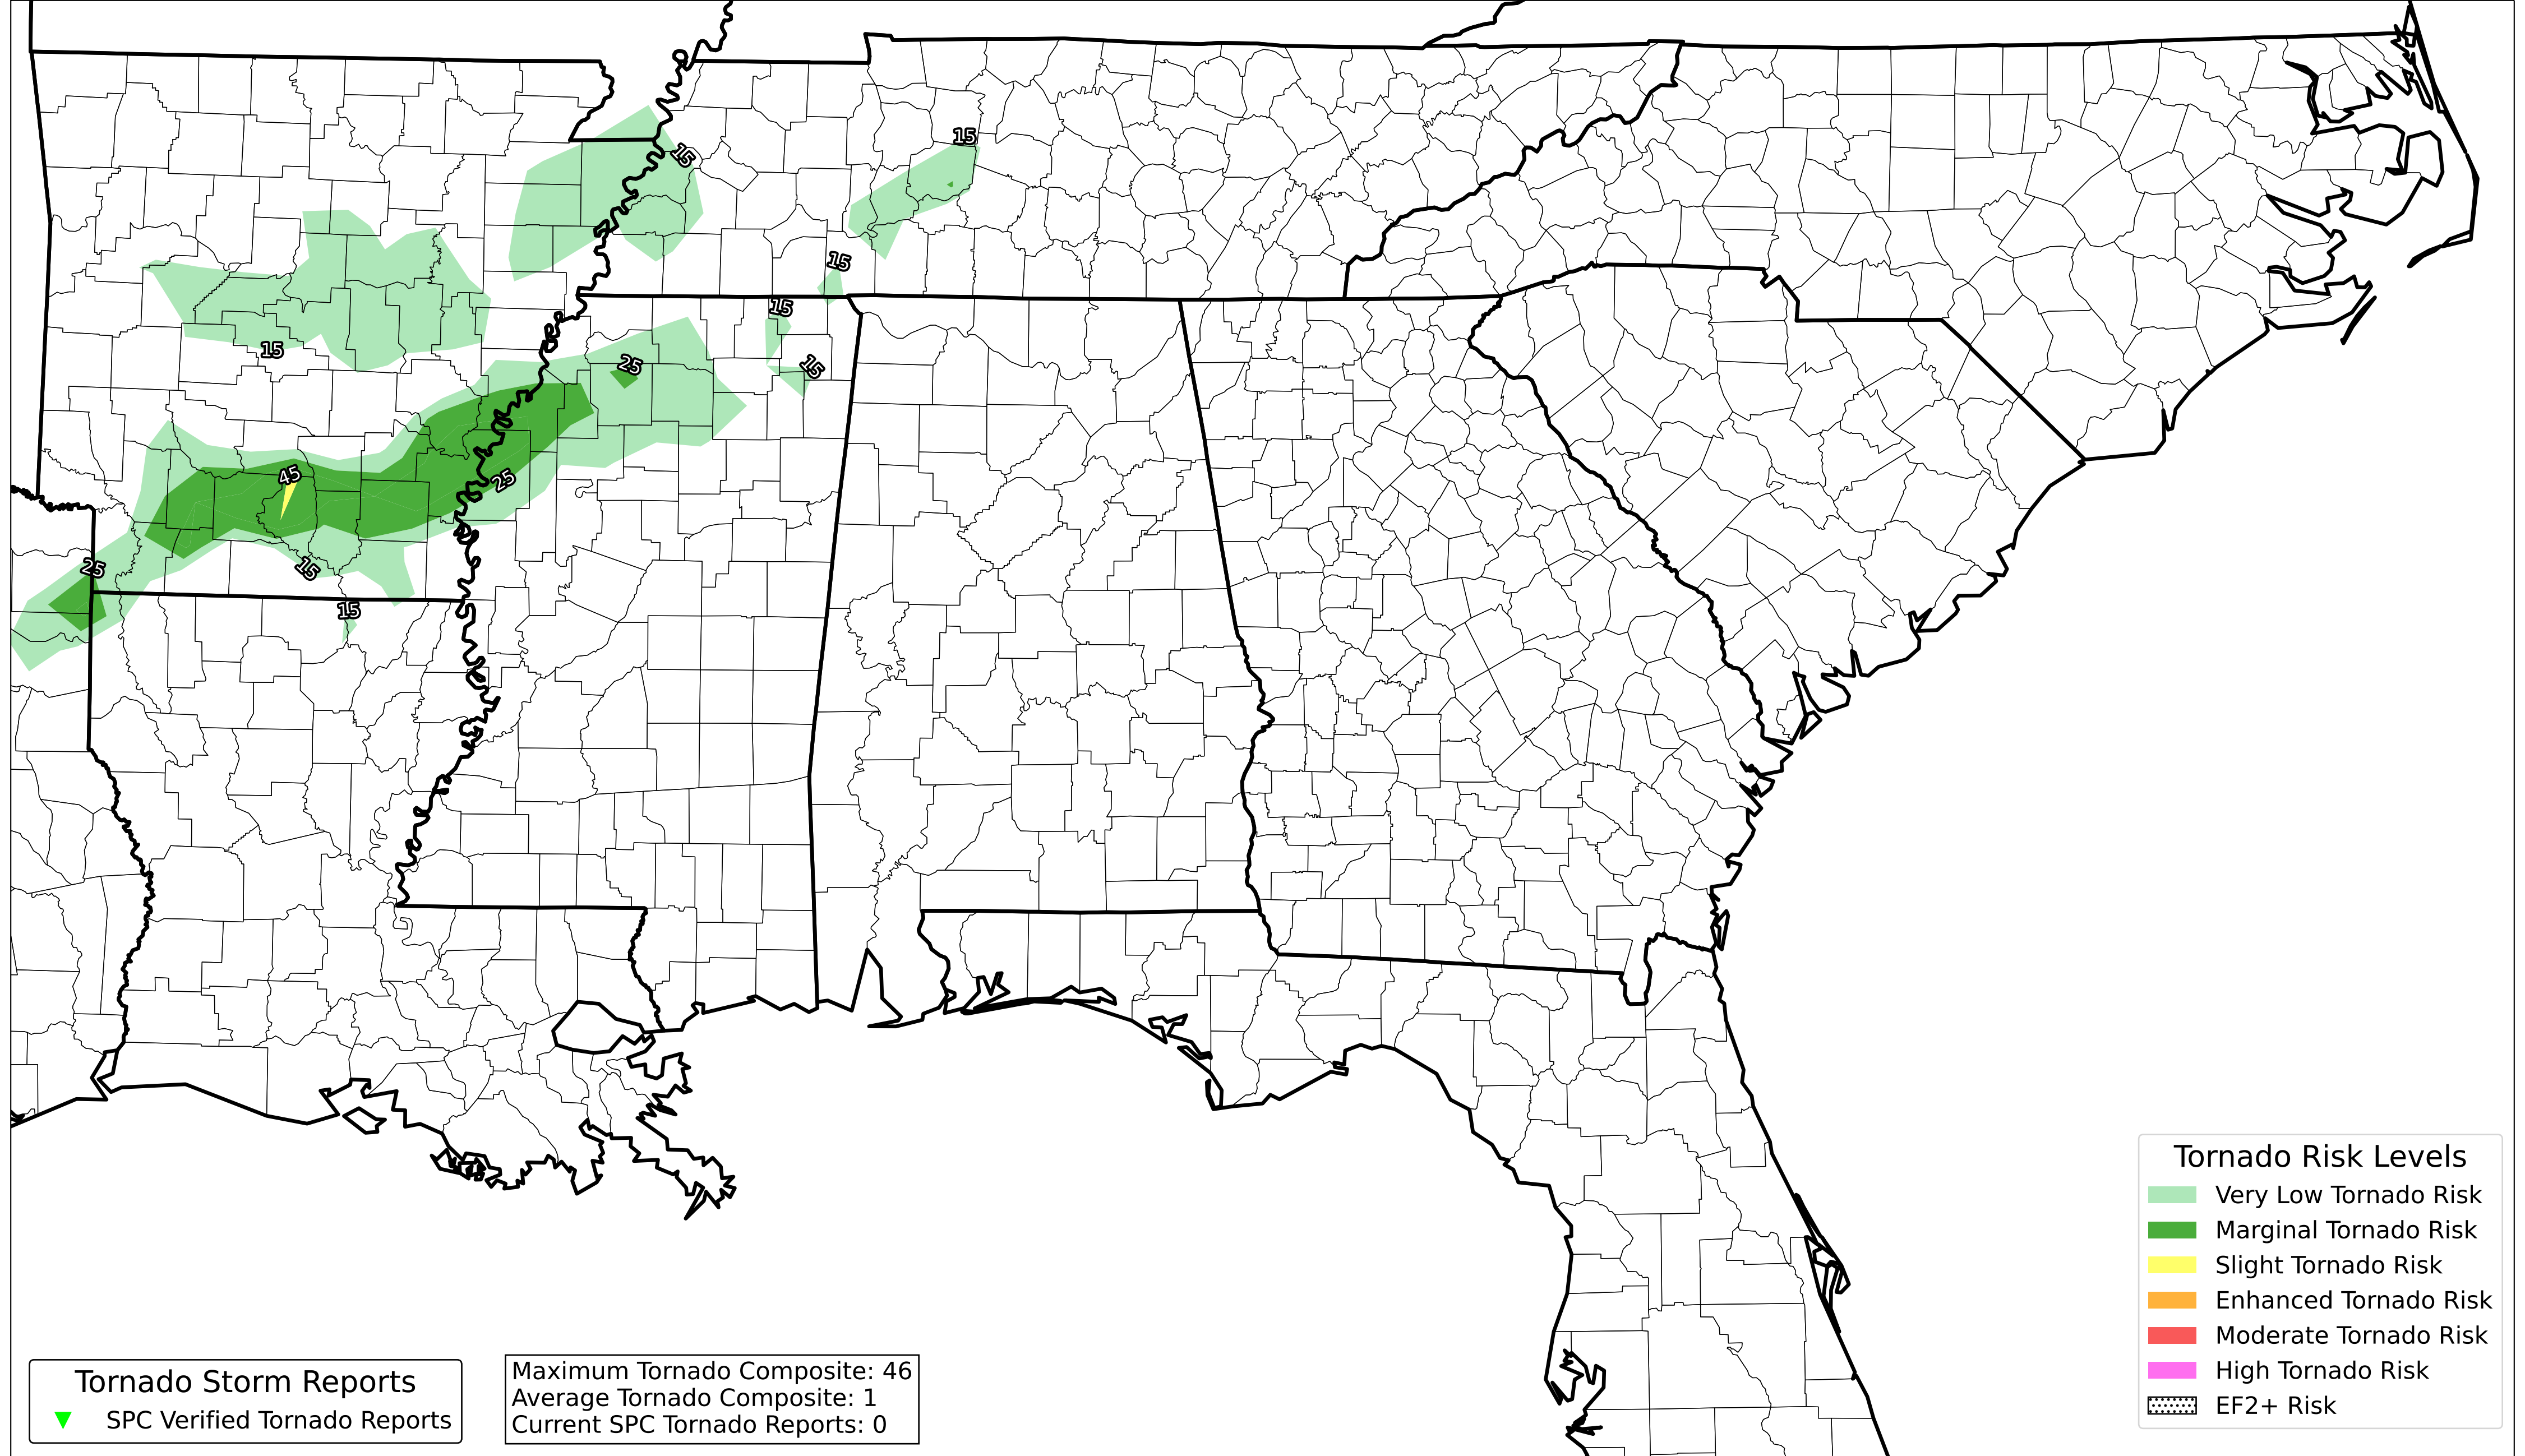 15
15
15
15
15
25
15
45
25
25
15
15
Tornado Risk Levels
Very Low Tornado Risk
Marginal Tornado Risk
Slight Tornado Risk
Enhanced Tornado Risk
Moderate Tornado Risk
High Tornado Risk
EF2+ Risk
Tornado Storm Reports
SPC Verified Tornado Reports
Maximum Tornado Composite: 46
Average Tornado Composite: 1
Current SPC Tornado Reports: 0